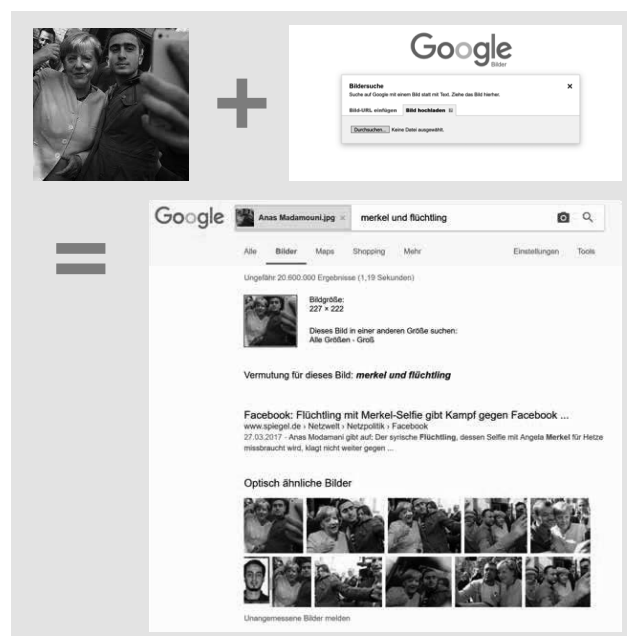 +
Google
Bilder
Bildersuche ×
Suche auf Google mit einem Bild statt mit Text. Ziehe das Bild hierher.
Bild-URL einfügen Bild hochladen
Durchsuchen... Keine Datei ausgewählt.
=
Google Anas Madamouni.jpg × merkel und flüchtling
Alle Bilder Maps Shopping Mehr Einstellungen Tools
Ungefähr 20.600.000 Ergebnisse (1,19 Sekunden)
Bildgröße:
227 × 222
Dieses Bild in einer anderen Größe suchen:
Alle Größen - Groß
Vermutung für dieses Bild: merkel und flüchtling
Facebook: Flüchtling mit Merkel-Selfie gibt Kampf gegen Facebook ...
www.spiegel.de › Netzwelt › Netzpolitik › Facebook
27.03.2017 - Anas Modamani gibt auf: Der syrische Flüchtling, dessen Selfie mit Angela Merkel für Hetze
missbraucht wird, klagt nicht weiter gegen ...
Optisch ähnliche Bilder
Unangemessene Bilder melden